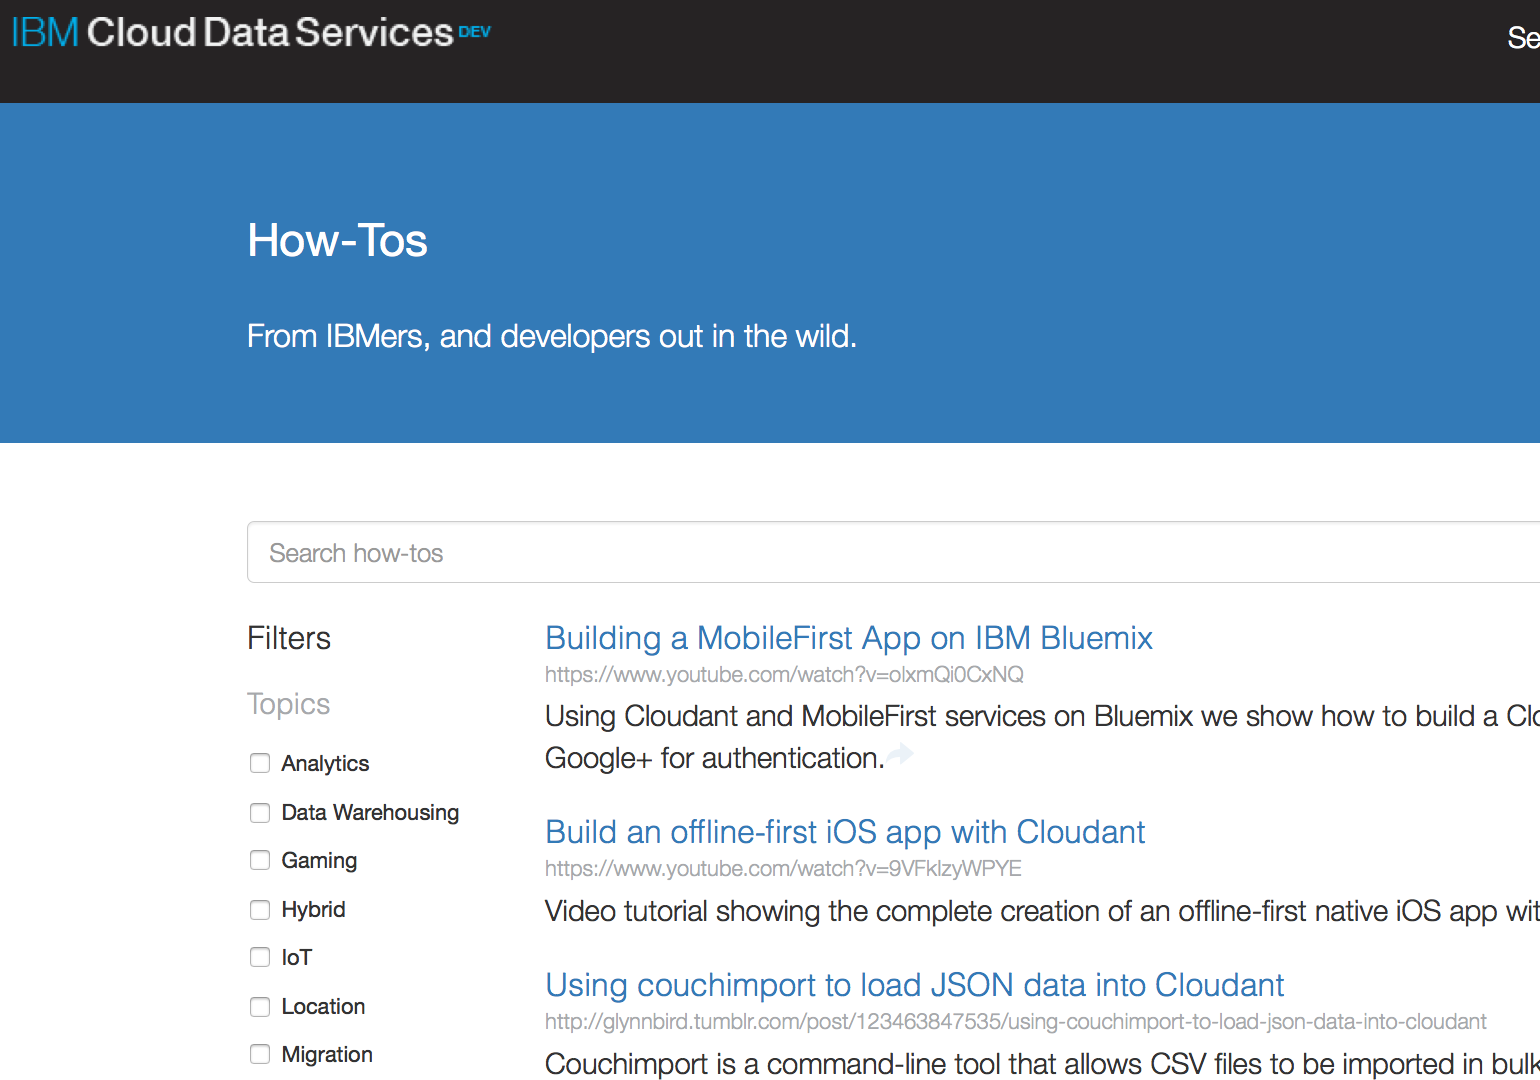 IBM Cloud Data Services DEV
Se
How-Tos
From IBMers, and developers out in the wild.
Search how-tos
Filters
Topics
Analytics
Data Warehousing
Gaming
Hybrid
IoT
Location
Migration
Building a MobileFirst App on IBM Bluemix
https://www.youtube.com/watch?v=olxmQi0CxNQ
Using Cloudant and MobileFirst services on Bluemix we show how to build a Clo
Google+ for authentication.
Build an offline-first iOS app with Cloudant
https://www.youtube.com/watch?v=9VFkIzyWPYE
Video tutorial showing the complete creation of an offline-first native iOS app wit
Using couchimport to load JSON data into Cloudant
http://glynnbird.tumblr.com/post/123463847535/using-couchimport-to-load-json-data-into-cloudant
Couchimport is a command-line tool that allows CSV files to be imported in bulk